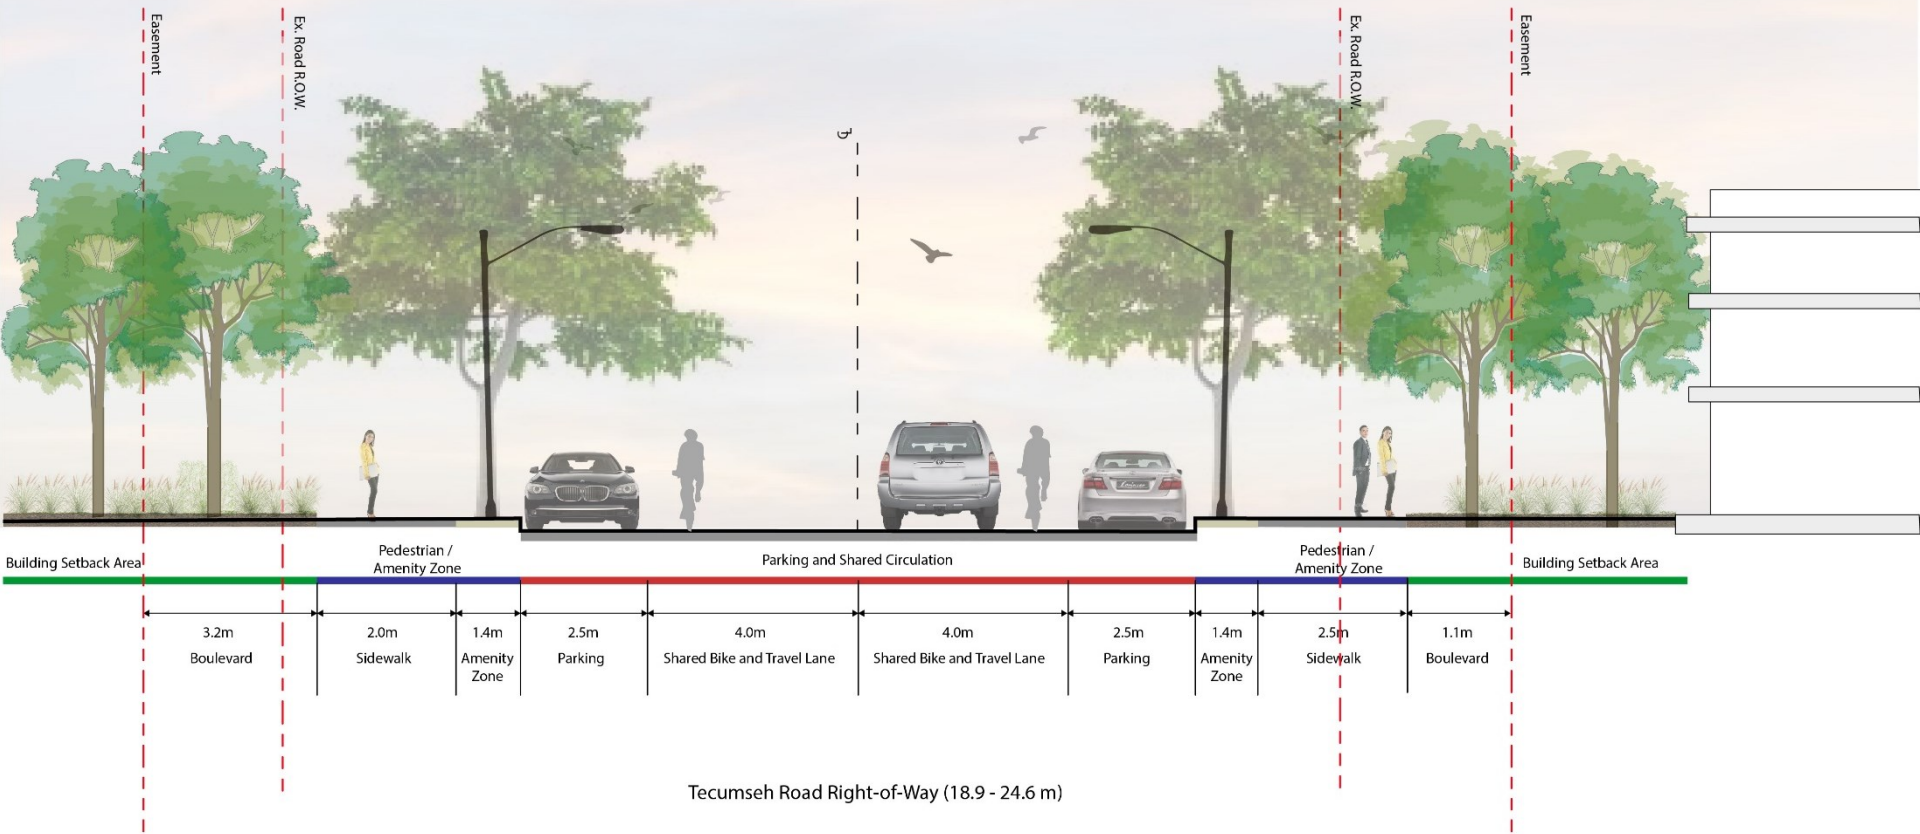 Easement
Ex. Road R.O.W.
Ex. Road R.O.W.
Easement
Building Setback Area
Pedestrian /
Amenity Zone
Parking and Shared Circulation
Pedestrian /
Amenity Zone
Building Setback Area
3.2m
Boulevard
2.0m
Sidewalk
1.4m
Amenity
Zone
2.5m
Parking
4.0m
Shared Bike and Travel Lane
4.0m
Shared Bike and Travel Lane
2.5m
Parking
1.4m
Amenity
Zone
2.5m
Sidewalk
1.1m
Boulevard
Tecumseh Road Right-of-Way (18.9 - 24.6 m)